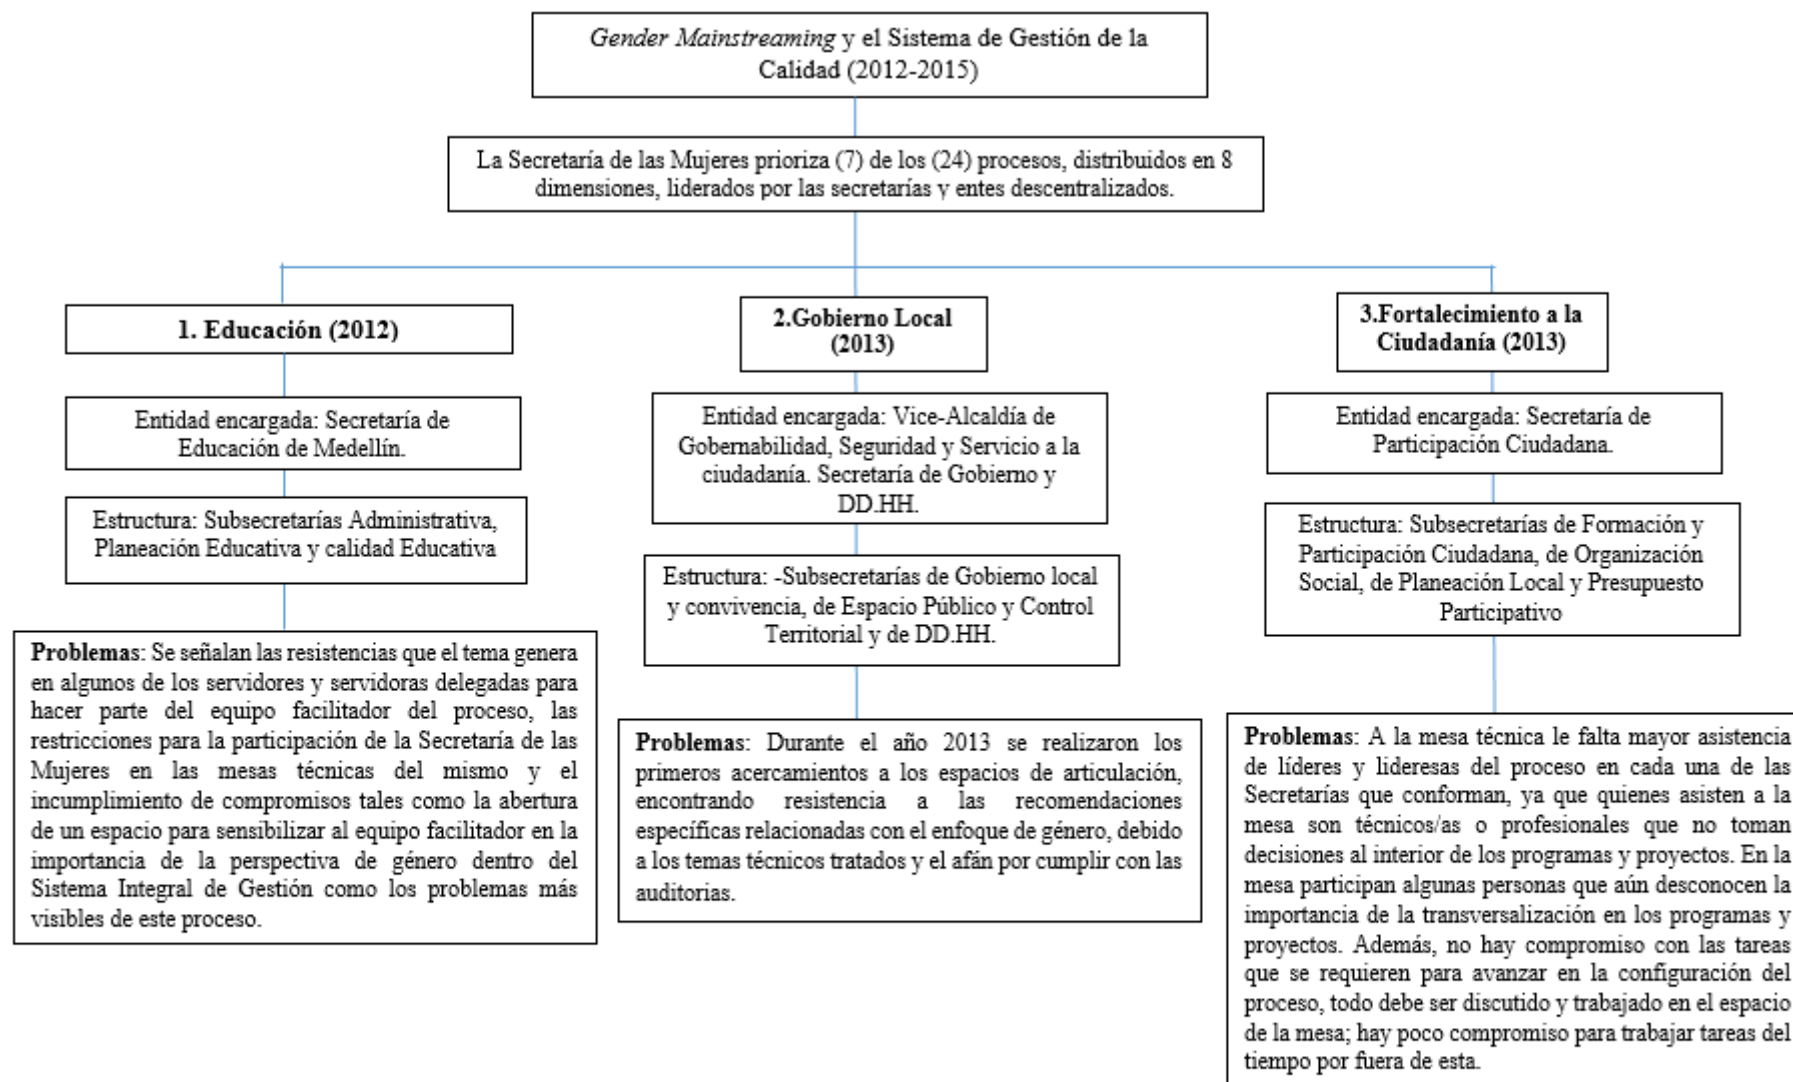 Gender Mainstreaming y el Sistema de Gestión de la
Calidad (2012-2015)
La Secretaría de las Mujeres prioriza (7) de los (24) procesos, distribuidos en 8
dimensiones, liderados por las secretarías y entes descentralizados.
1. Educación (2012)
Entidad encargada: Secretaría de
Educación de Medellín.
Estructura: Subsecretarías Administrativa,
Planeación Educativa y calidad Educativa
Problemas: Se señalan las resistencias que el tema genera
en algunos de los servidores y servidoras delegadas para
hacer parte del equipo facilitador del proceso, las
restricciones para la participación de la Secretaría de las
Mujeres en las mesas técnicas del mismo y el
incumplimiento de compromisos tales como la abertura
de un espacio para sensibilizar al equipo facilitador en la
importancia de la perspectiva de género dentro del
Sistema Integral de Gestión como los problemas más
visibles de este proceso.
2.Gobierno Local
(2013)
Entidad encargada: Vice-Alcaldía de
Gobernabilidad, Seguridad y Servicio a la
ciudadanía. Secretaría de Gobierno y
DD.HH.
Estructura: -Subsecretarías de Gobierno local
y convivencia, de Espacio Público y Control
Territorial y de DD.HH.
Problemas: Durante el año 2013 se realizaron los
primeros acercamientos a los espacios de articulación,
encontrando resistencia a las recomendaciones
específicas relacionadas con el enfoque de género, debido
a los temas técnicos tratados y el afán por cumplir con las
auditorias.
3.Fortalecimiento a la
Ciudadanía (2013)
Entidad encargada: Secretaría de
Participación Ciudadana.
Estructura: Subsecretarías de Formación y
Participación Ciudadana, de Organización
Social, de Planeación Local y Presupuesto
Participativo
Problemas: A la mesa técnica le falta mayor asistencia
de líderes y lideresas del proceso en cada una de las
Secretarías que conforman, ya que quienes asisten a la
mesa son técnicos/as o profesionales que no toman
decisiones al interior de los programas y proyectos. En la
mesa participan algunas personas que aún desconocen la
importancia de la transversalización en los programas y
proyectos. Además, no hay compromiso con las tareas
que se requieren para avanzar en la configuración del
proceso, todo debe ser discutido y trabajado en el espacio
de la mesa; hay poco compromiso para trabajar tareas del
tiempo por fuera de esta.